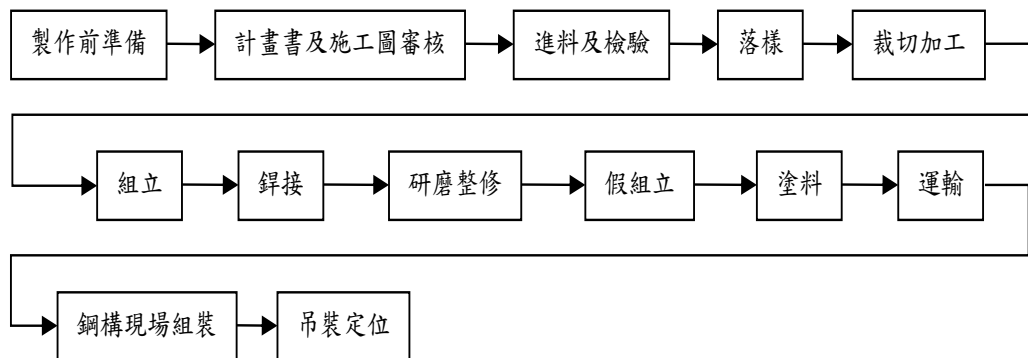 製作前準備 計畫書及施工圖審核 進料及檢驗 落樣 裁切加工
組立 銲接 研磨整修 假組立 塗料 運輸
鋼構現場組裝 吊裝定位